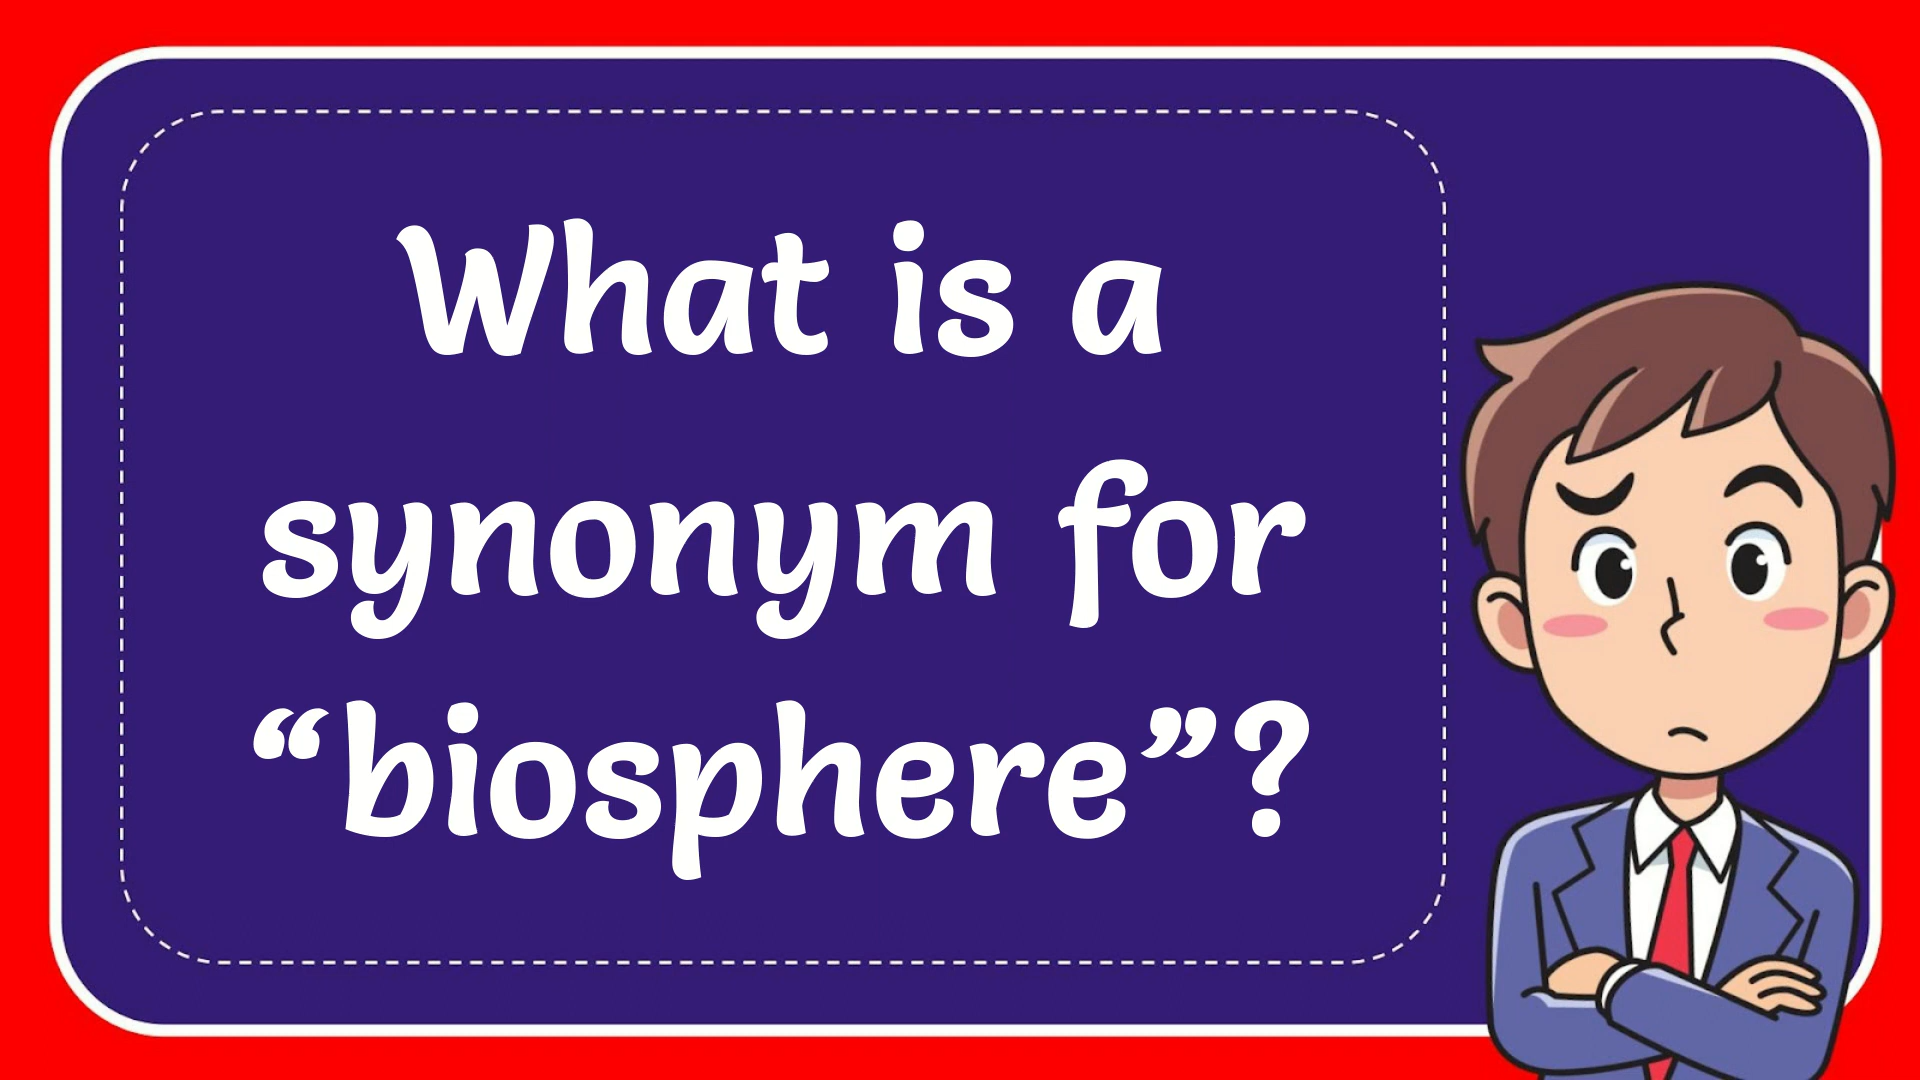 What is a
synonym for
“biosphere”?